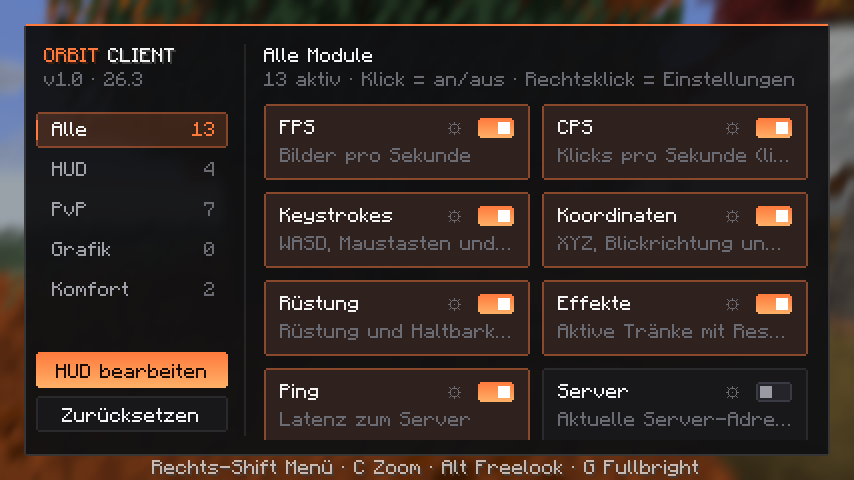 ORBIT CLIENT
v1.0 · 26.3
Alle 13
HUD 4
PvP 7
Grafik 0
Komfort 2
HUD bearbeiten
Zurücksetzen
Alle Module
13 aktiv · Klick = an/aus · Rechtsklick = Einstellungen
FPS
Bilder pro Sekunde
CPS
Klicks pro Sekunde (li...
Keystrokes
WASD, Maustasten und...
Koordinaten
XYZ, Blickrichtung un...
Rüstung
Rüstung und Haltbark...
Effekte
Aktive Tränke mit Res...
Ping
Latenz zum Server
Server
Aktuelle Server-Adre...
Rechts-Shift Menü · C Zoom · Alt Freelook · G Fullbright